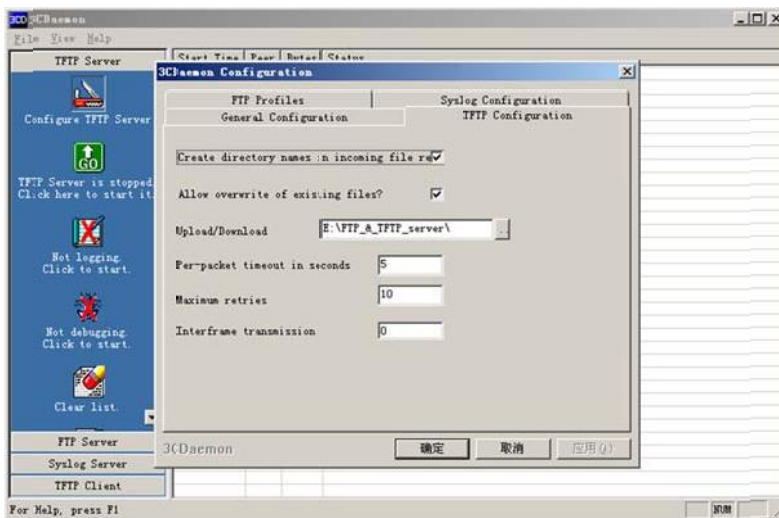 3CD 3CDaemon
File View Help
TFTP Server
Start Time Peer Bytes Status
Configure TFTP Server
GO
TFTP Server is stopped.
Click here to start it.
Not logging.
Click to start.
Not debugging.
Click to start.
Clear list.
FTP Server
Syslog Server
TFTP Client
3CDaemon Configuration
FTP Profiles Syslog Configuration
General Configuration TFTP Configuration
Create directory names in incoming file re
Allow overwrite of existing files?
Upload/Download E:\FTP_&_TFTP_server\ ..
Per-packet timeout in seconds 5
Maximum retries 10
Interframe transmission 0
3CDaemon 确定 取消 应用(A)
For Help, press F1 NUM